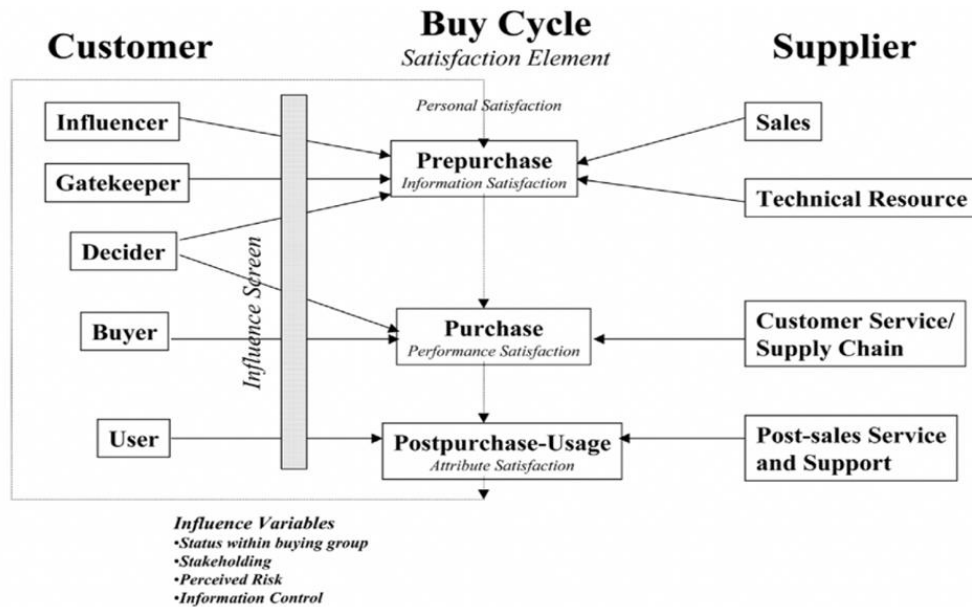 Customer
Buy Cycle
Satisfaction Element
Supplier
Personal Satisfaction
Influencer
Gatekeeper
Decider
Buyer
User
Influence Screen
Prepurchase
Information Satisfaction
Purchase
Performance Satisfaction
Postpurchase-Usage
Attribute Satisfaction
Sales
Technical Resource
Customer Service/
Supply Chain
Post-sales Service
and Support
Influence Variables
•Status within buying group
•Stakeholding
•Perceived Risk
•Information Control